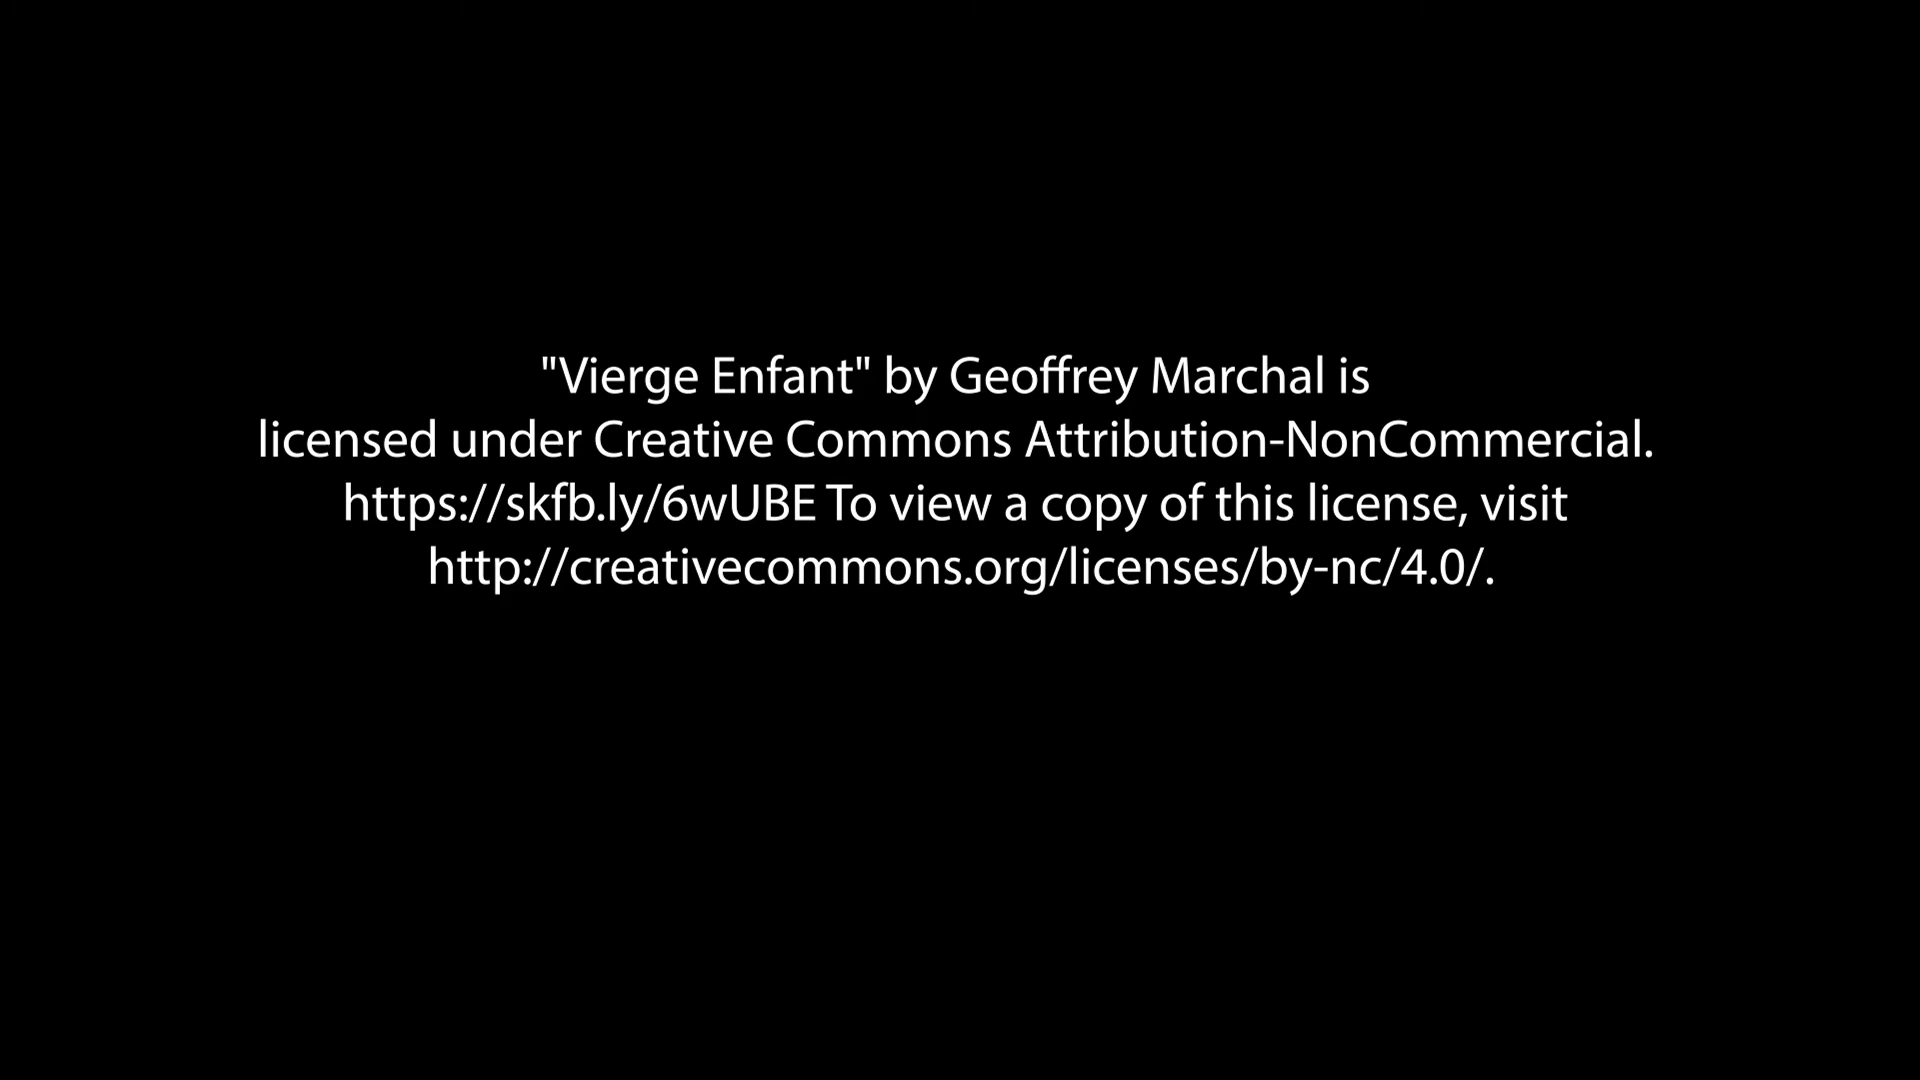 "Vierge Enfant" by Geoffrey Marchal is
licensed under Creative Commons Attribution-NonCommercial.
https://skfb.ly/6wUBE To view a copy of this license, visit
http://creativecommons.org/licenses/by-nc/4.0/.